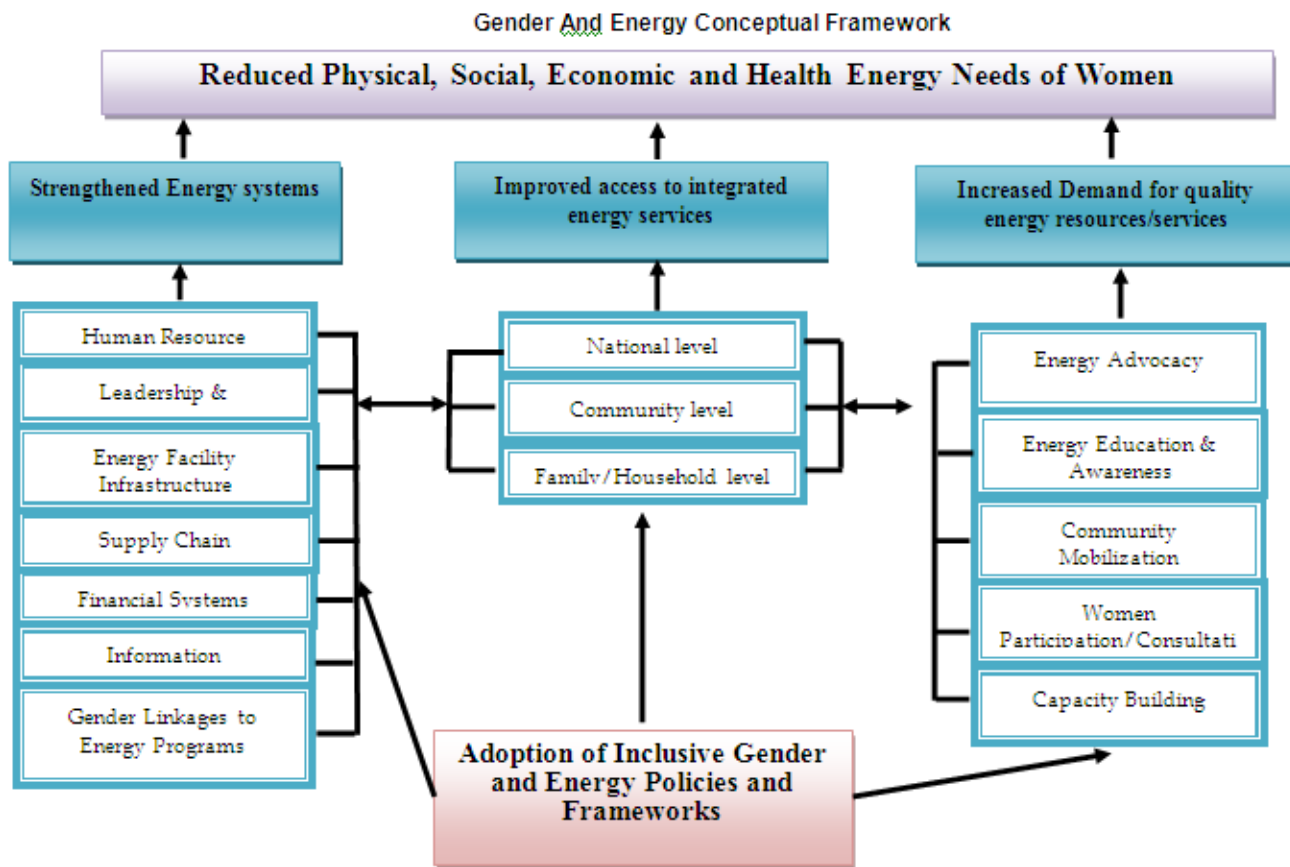 Gender And Energy Conceptual Framework
Reduced Physical, Social, Economic and Health Energy Needs of Women
Strengthened Energy systems
Improved access to integrated
energy services
Increased Demand for quality
energy resources/services
Human Resource
Leadership &
Energy Facility
Infrastructure
Supply Chain
Financial Systems
Information
Gender Linkages to
Energy Programs
National level
Community level
Family/Household level
Energy Advocacy
Energy Education &
Awareness
Community
Mobilization
Women
Participation/Consultati
Capacity Building
Adoption of Inclusive Gender
and Energy Policies and
Frameworks